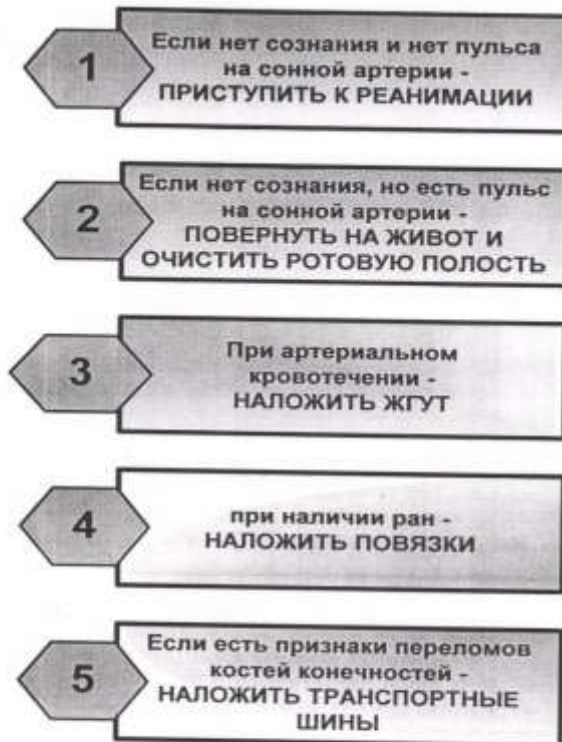 1
Если нет сознания и нет пульса
на сонной артерии -
ПРИСТУПИТЬ К РЕАНИМАЦИИ
2
Если нет сознания, но есть пульс
на сонной артерии -
ПОВЕРНУТЬ НА ЖИВОТ И
ОЧИСТИТЬ РОТОВУЮ ПОЛОСТЬ
3
При артериальном
кровотечении -
НАЛОЖИТЬ ЖГУТ
4
при наличии ран -
НАЛОЖИТЬ ПОВЯЗКИ
5
Если есть признаки переломов
костей конечностей -
НАЛОЖИТЬ ТРАНСПОРТНЫЕ
ШИНЫ